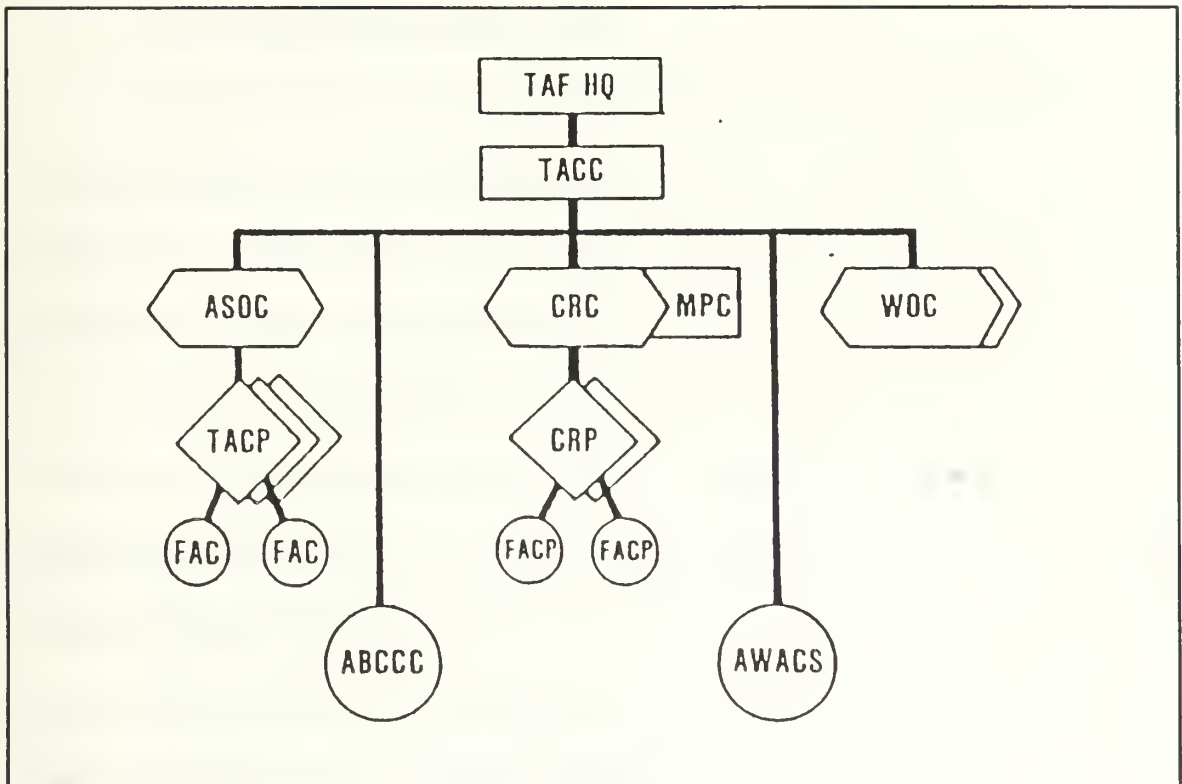 TAF HQ
TACC
ASOC
CRC
MPC
WOC
TACP
CRP
FAC
FAC
FACP
FACP
ABCCC
AWACS